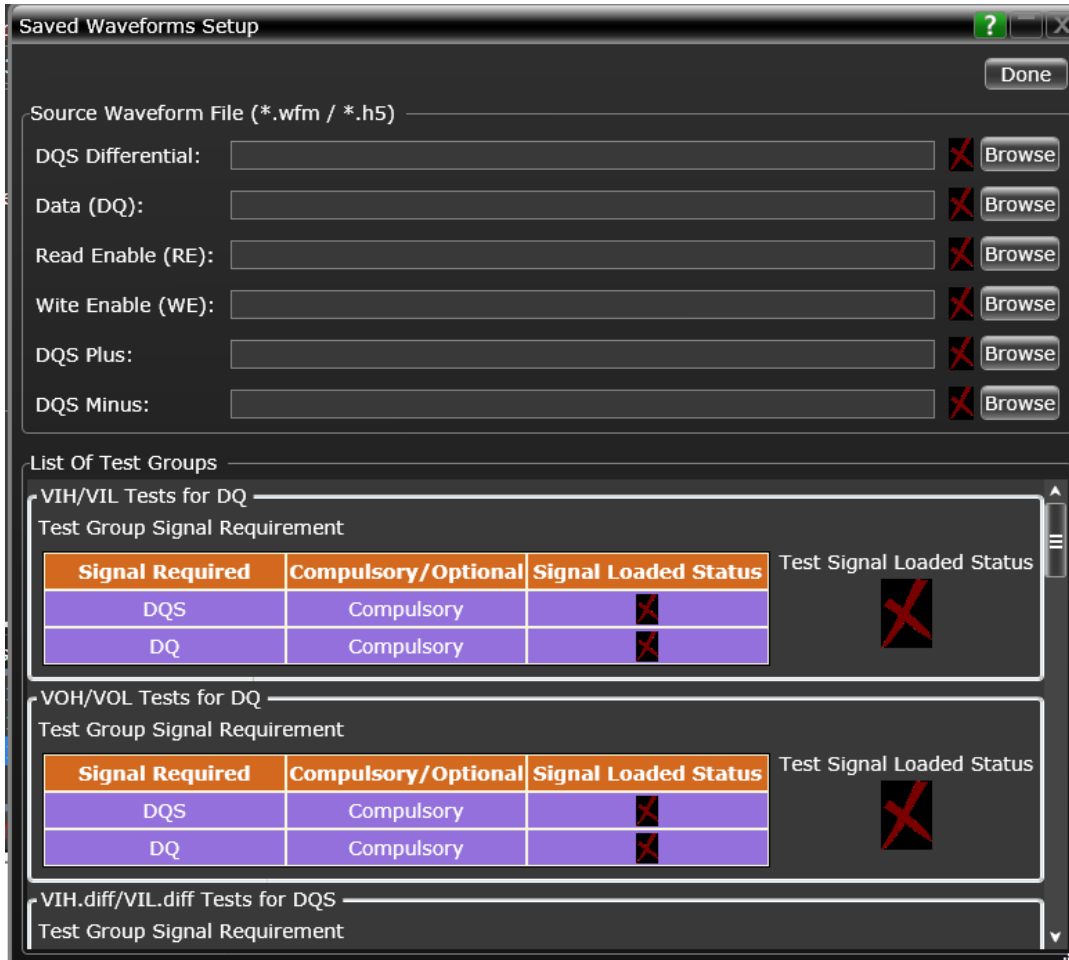 Saved Waveforms Setup ?
Done
Source Waveform File (*.wfm / *.h5)
DQS Differential: Browse
Data (DQ): Browse
Read Enable (RE): Browse
Wite Enable (WE): Browse
DQS Plus: Browse
DQS Minus: Browse
List Of Test Groups
VIH/VIL Tests for DQ
Test Group Signal Requirement
Signal Required Compulsory/Optional Signal Loaded Status Test Signal Loaded Status
DQS Compulsory
DQ Compulsory
VOH/VOL Tests for DQ
Test Group Signal Requirement
Signal Required Compulsory/Optional Signal Loaded Status Test Signal Loaded Status
DQS Compulsory
DQ Compulsory
VIH.diff/VIL.diff Tests for DQS
Test Group Signal Requirement